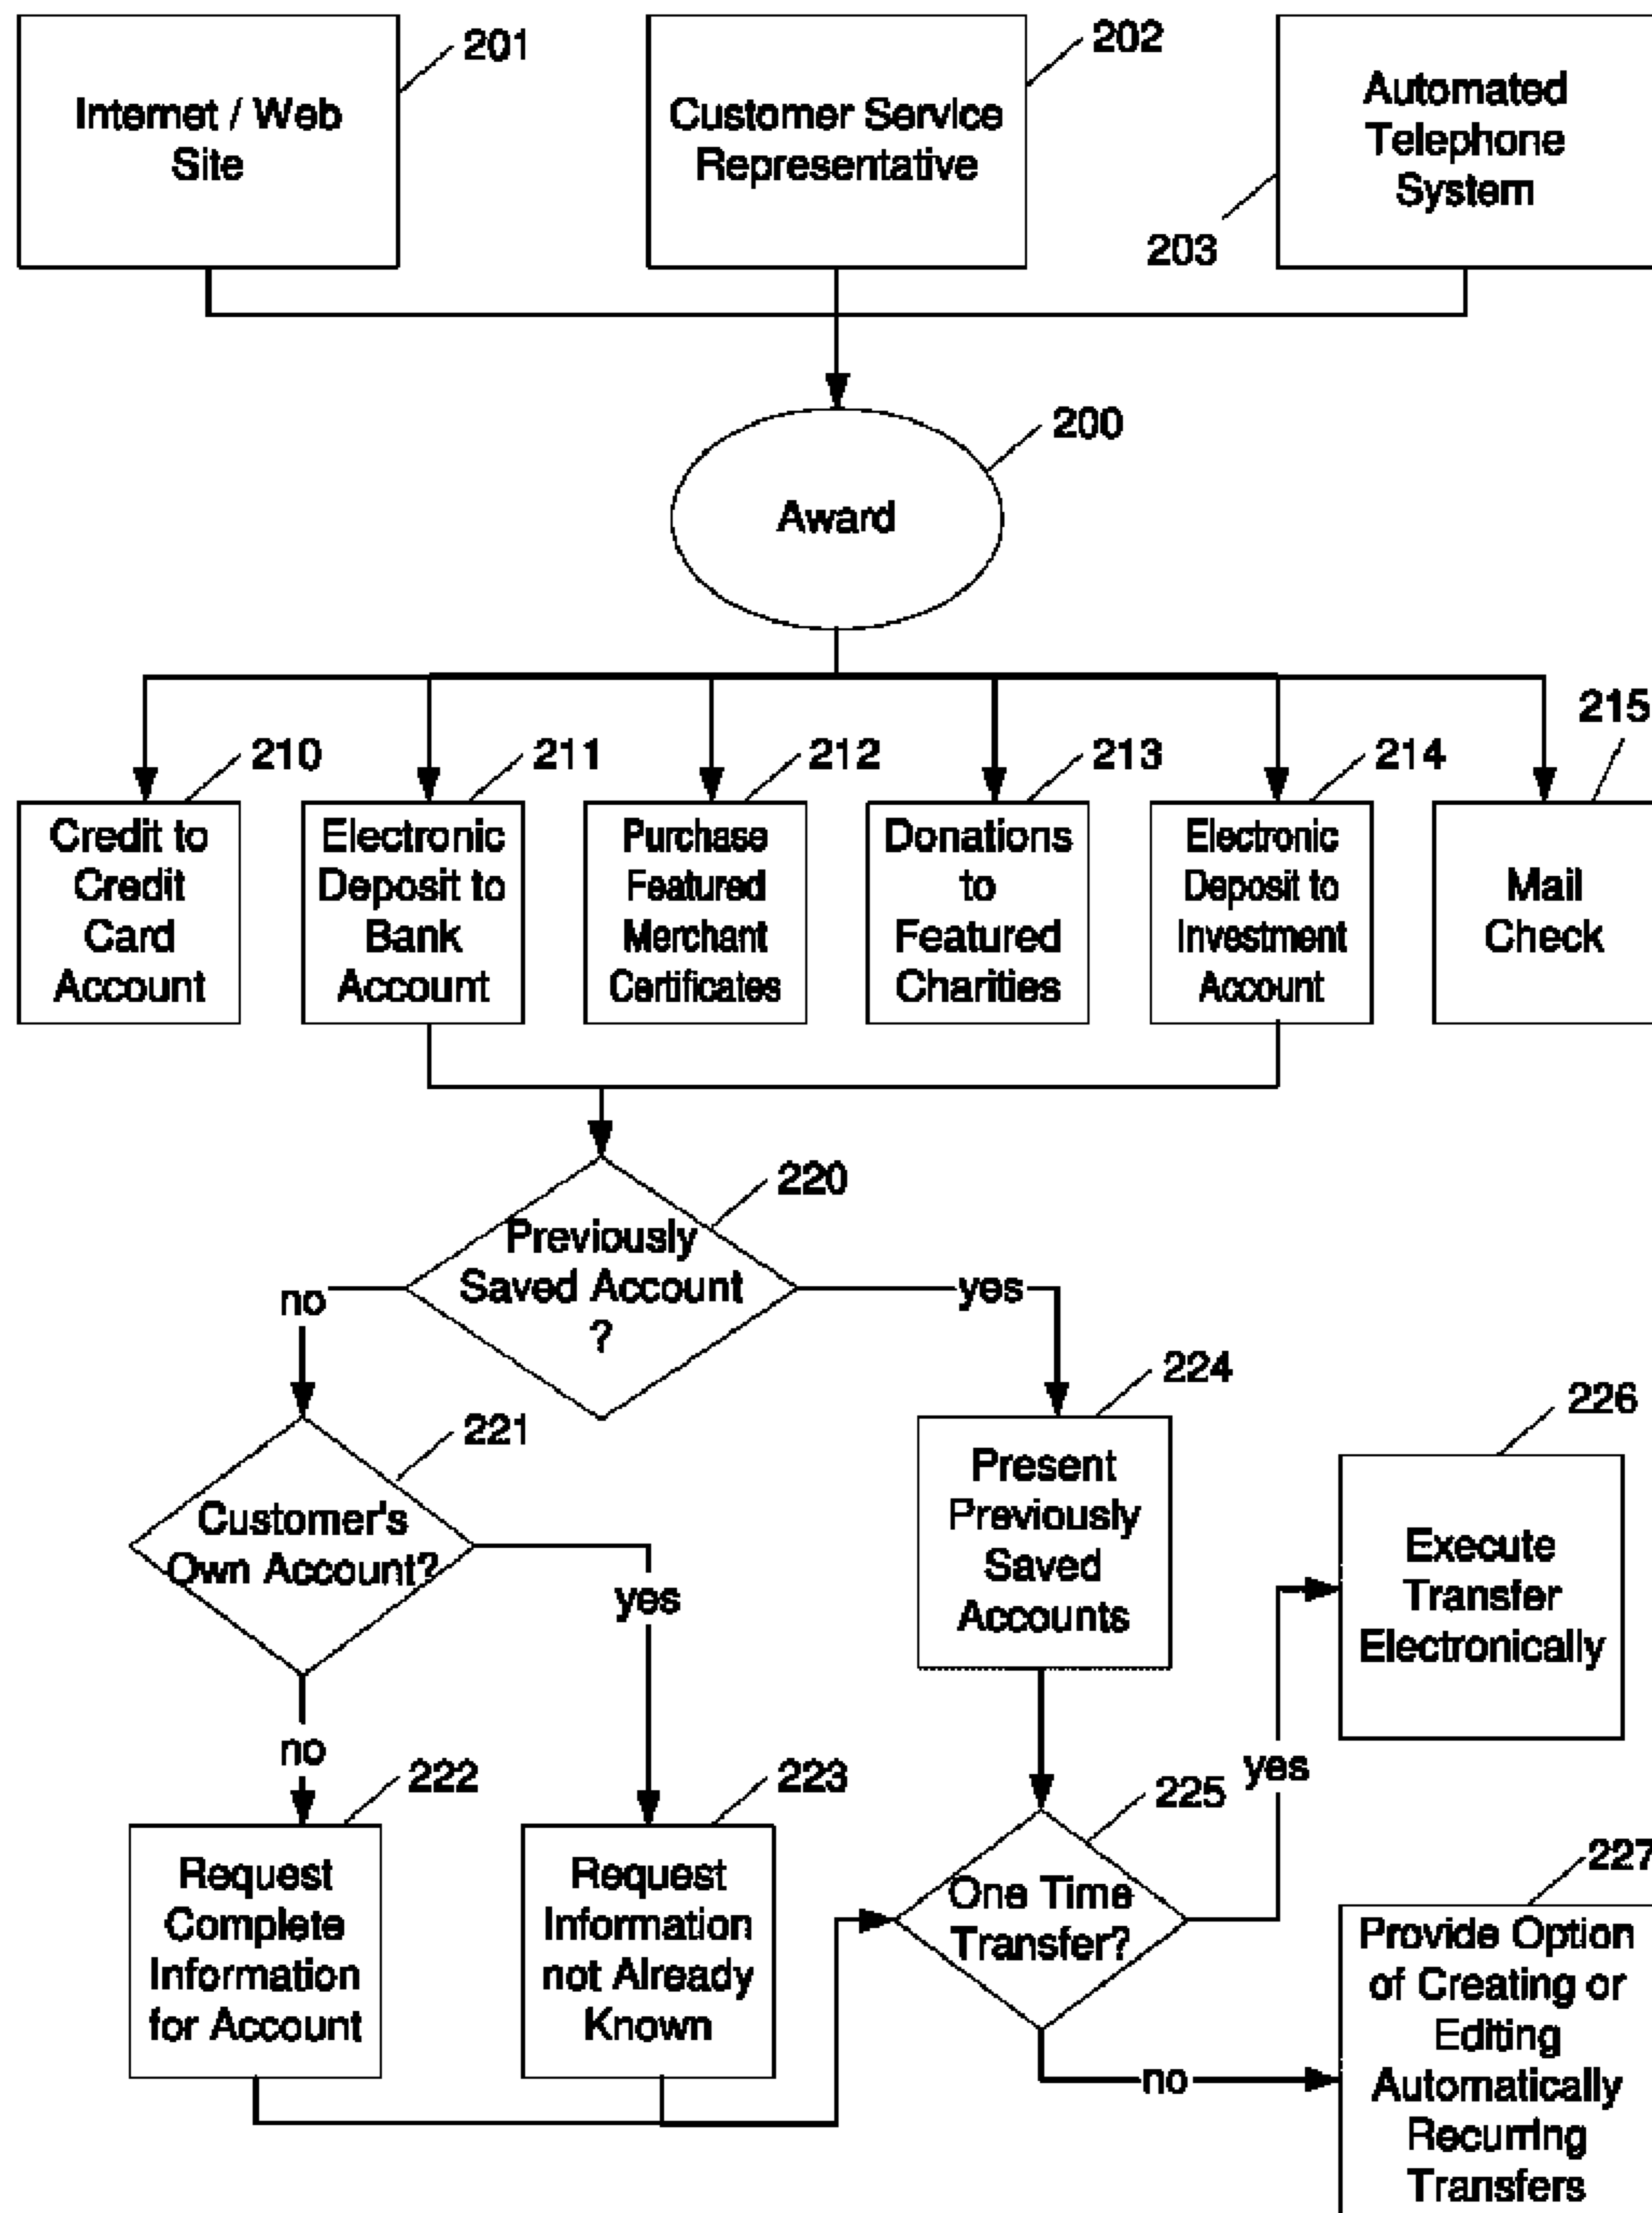 201
Internet / Web
Site
202
Customer Service
Representative
Automated
Telephone
System
203
200
Award
210
Credit to
Credit
Card
Account
211
Electronic
Deposit to
Bank
Account
212
Purchase
Featured
Merchant
Certificates
213
Donations
to
Featured
Charities
214
Electronic
Deposit to
Investment
Account
215
Mail
Check
220
Previously
Saved Account
?
no
yes
221
Customer's
Own Account?
yes
no
224
Present
Previously
Saved
Accounts
226
Execute
Transfer
Electronically
222
Request
Complete
Information
for Account
223
Request
Information
not Already
Known
225
One Time
Transfer?
yes
no
227
Provide Option
of Creating or
Editing
Automatically
Recurring
Transfers